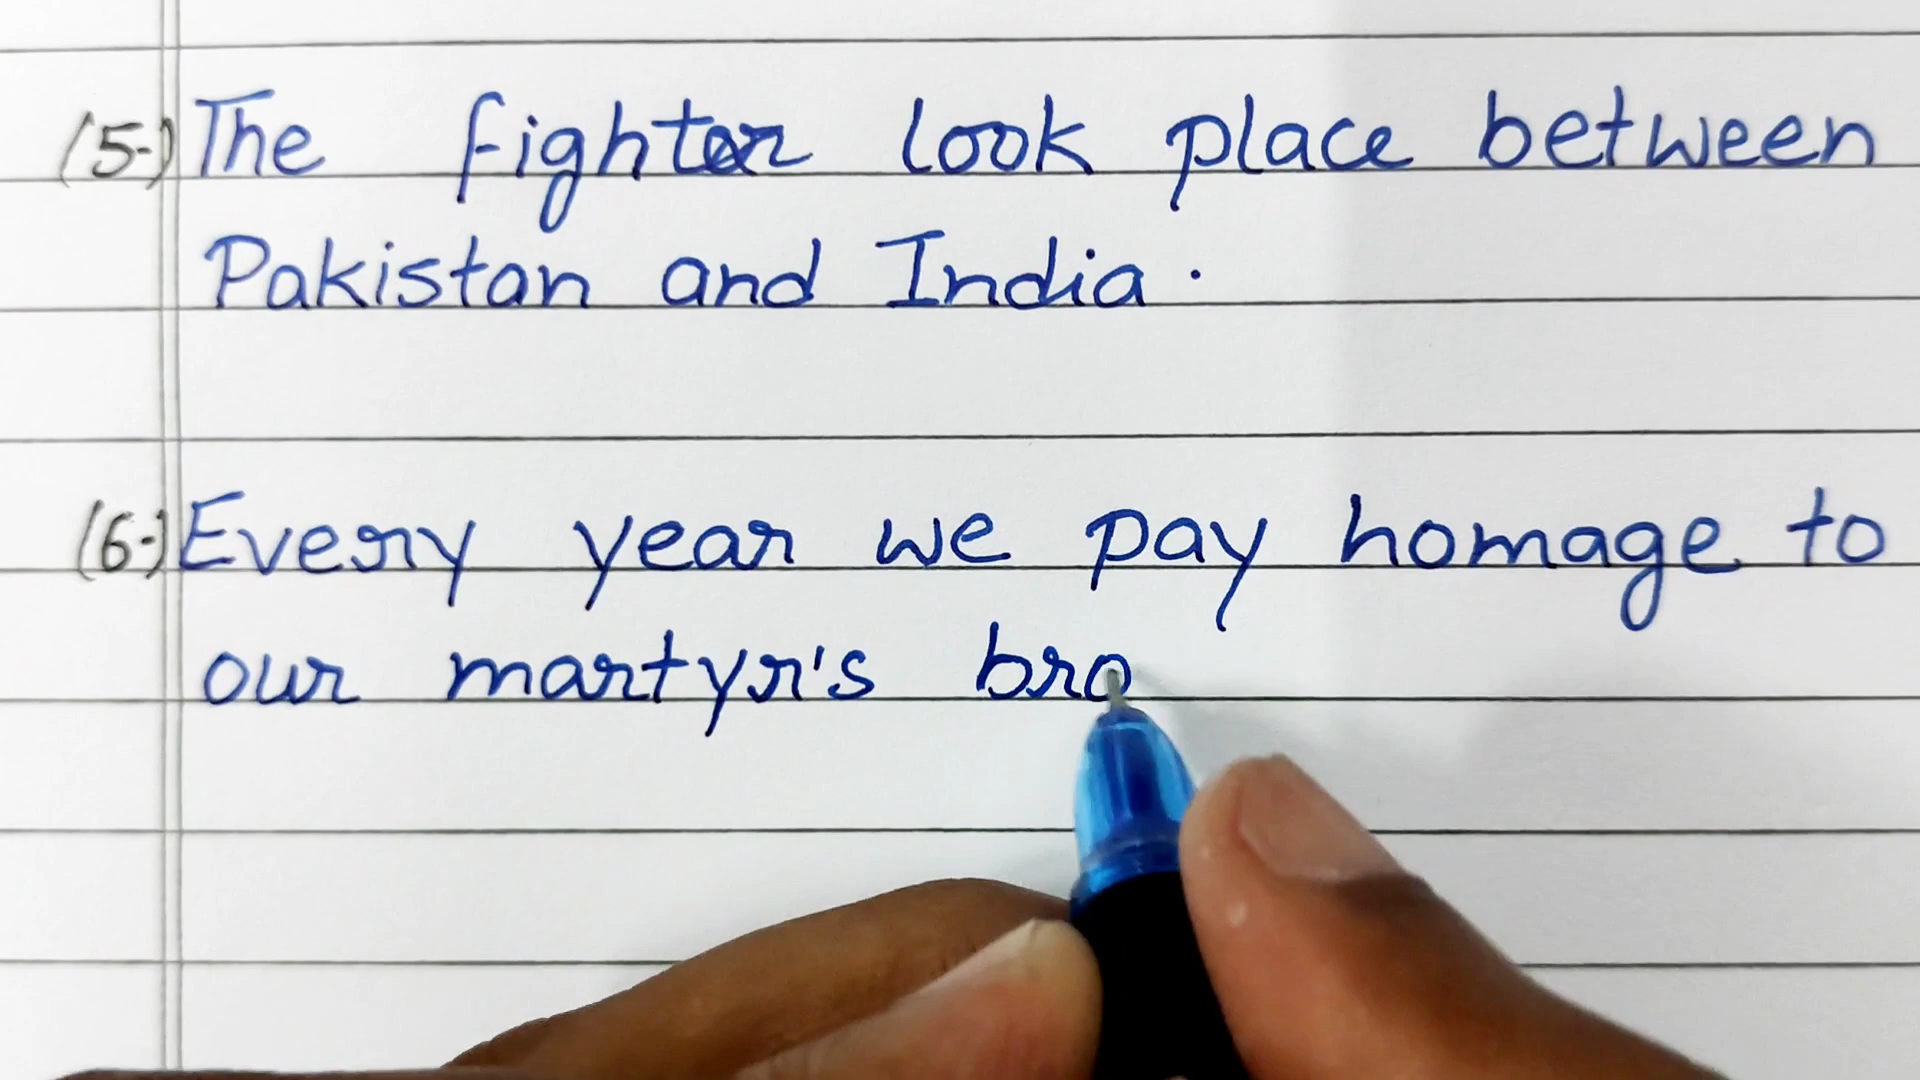 (5.) The fighter look place between
Pakistan and India.
(6.) Every year we pay homage to
our martyr's bro